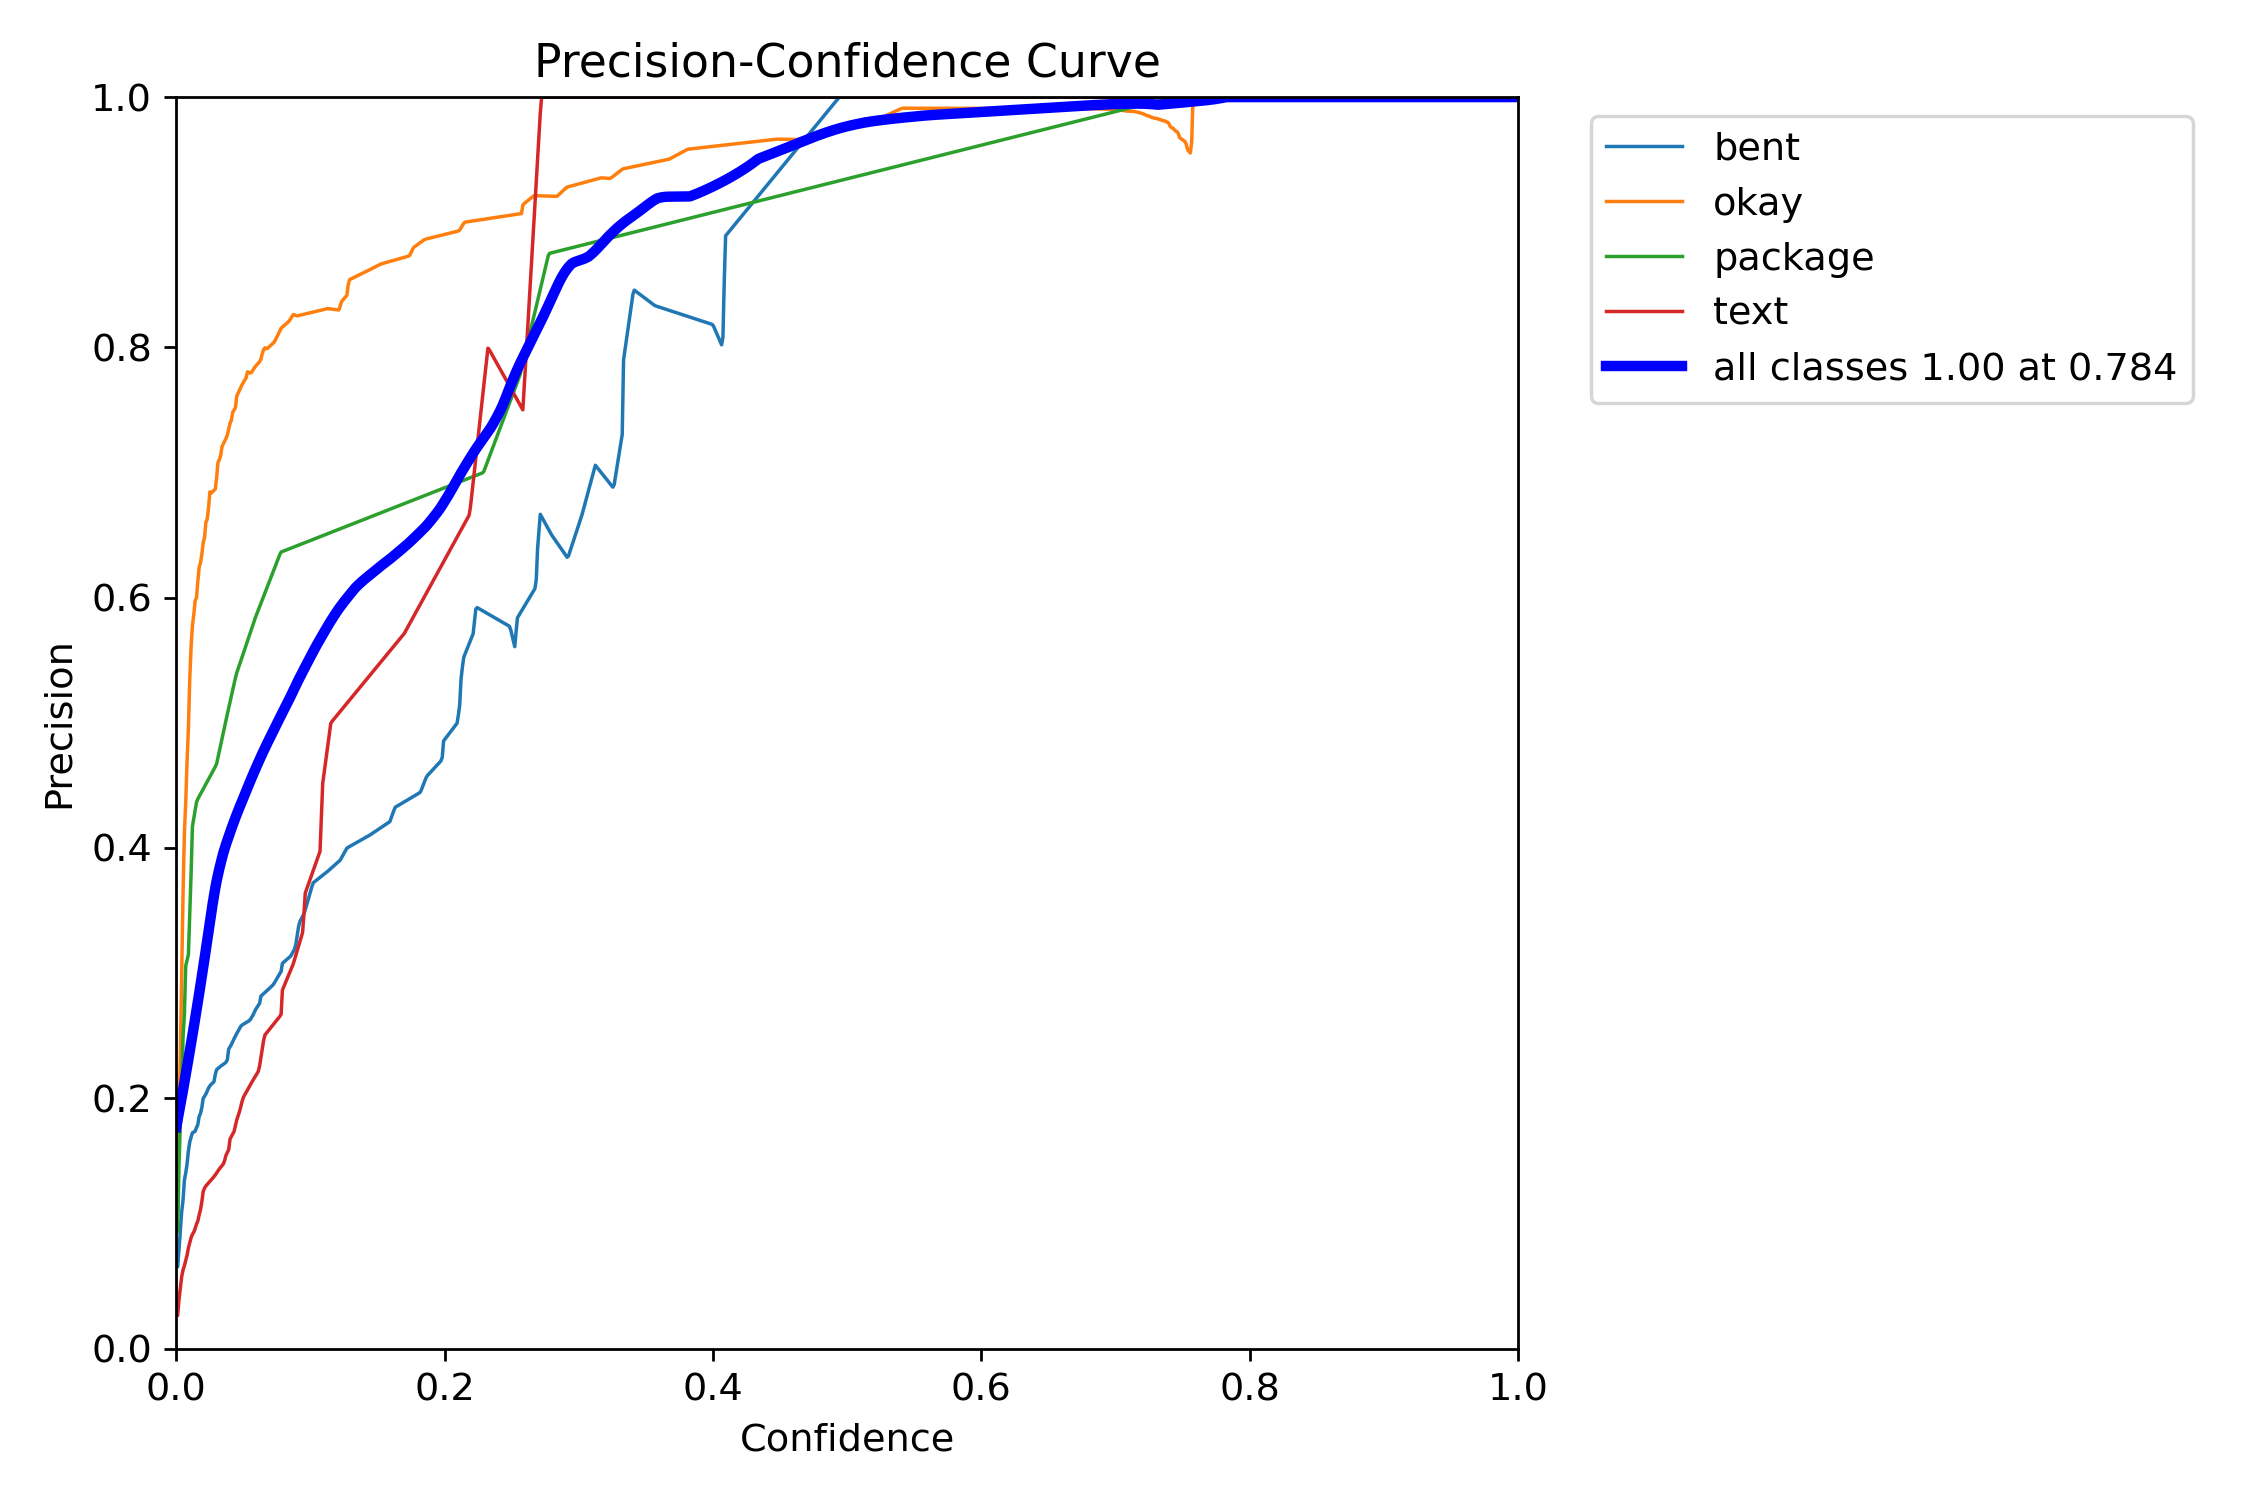 Precision-Confidence Curve
1.0
0.8
0.6
0.4
0.2
0.0
Precision
0.0 0.2 0.4 0.6 0.8 1.0
Confidence
bent
okay
package
text
all classes 1.00 at 0.784